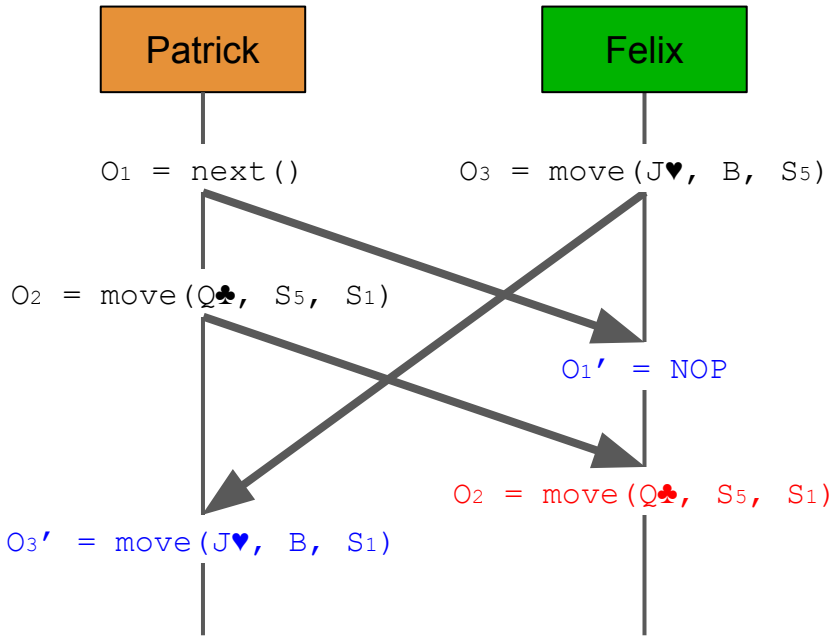 Patrick
Felix
O1 = next()
O3 = move(J♥, B, S5)
O2 = move(Q♣, S5, S1)
O1′ = NOP
O2 = move(Q♣, S5, S1)
O3′ = move(J♥, B, S1)